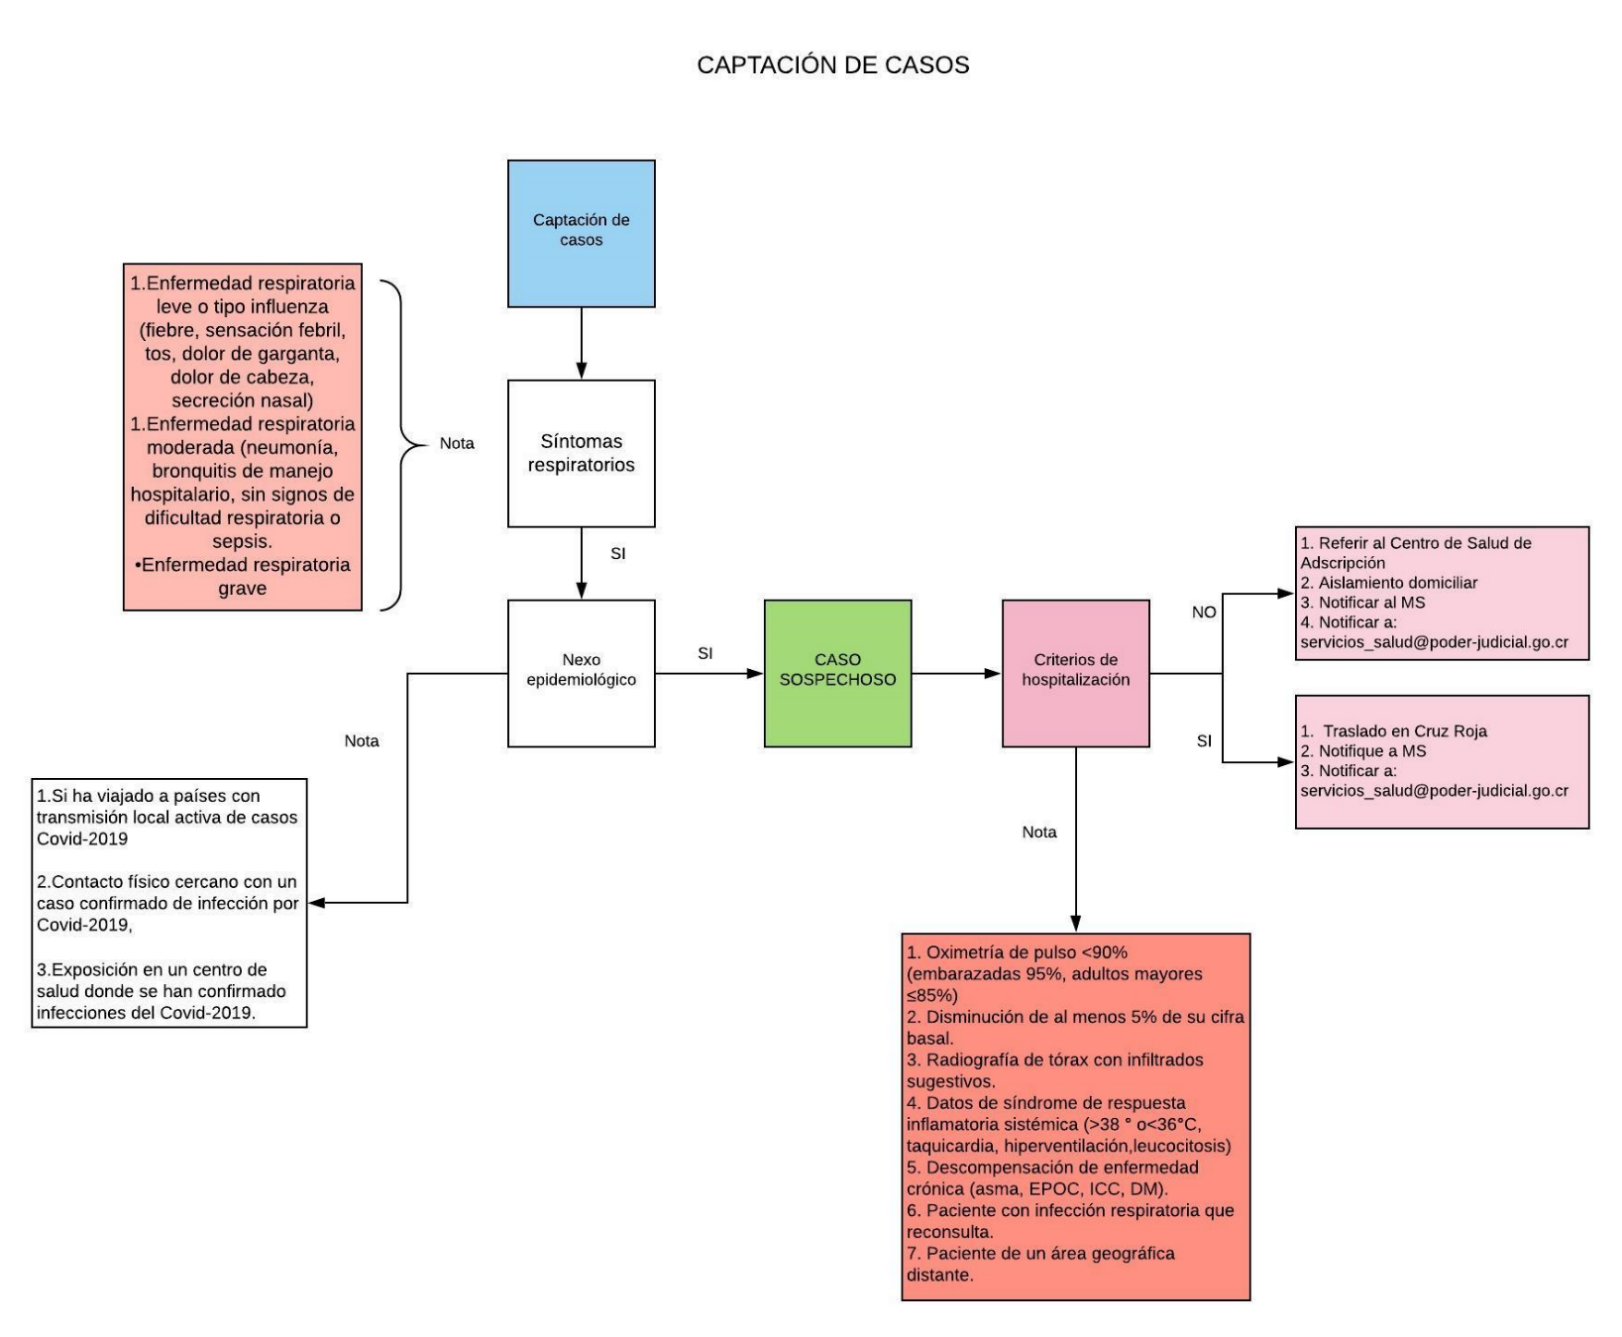 CAPTACIÓN DE CASOS
Captación de
casos
1.Enfermedad respiratoria
leve o tipo influenza
(fiebre, sensación febril,
tos, dolor de garganta,
dolor de cabeza,
secreción nasal)
1.Enfermedad respiratoria
moderada (neumonía,
bronquitis de manejo
hospitalario, sin signos de
dificultad respiratoria o
sepsis.
•Enfermedad respiratoria
grave
Nota
Síntomas
respiratorios
SI
Nexo
epidemiológico
SI
CASO
SOSPECHOSO
Criterios de
hospitalización
NO
1. Referir al Centro de Salud de
Adscripción
2. Aislamiento domiciliar
3. Notificar al MS
4. Notificar a:
servicios_salud@poder-judicial.go.cr
SI
1.  Traslado en Cruz Roja
2. Notifique a MS
3. Notificar a:
servicios_salud@poder-judicial.go.cr
Nota
1.Si ha viajado a países con
transmisión local activa de casos
Covid-2019
2.Contacto físico cercano con un
caso confirmado de infección por
Covid-2019,
3.Exposición en un centro de
salud donde se han confirmado
infecciones del Covid-2019.
Nota
1. Oximetría de pulso <90%
(embarazadas 95%, adultos mayores
≤85%)
2. Disminución de al menos 5% de su cifra
basal.
3. Radiografía de tórax con infiltrados
sugestivos.
4. Datos de síndrome de respuesta
inflamatoria sistémica (>38 ° o<36°C,
taquicardia, hiperventilación,leucocitosis)
5. Descompensación de enfermedad
crónica (asma, EPOC, ICC, DM).
6. Paciente con infección respiratoria que
reconsulta.
7. Paciente de un área geográfica
distante.